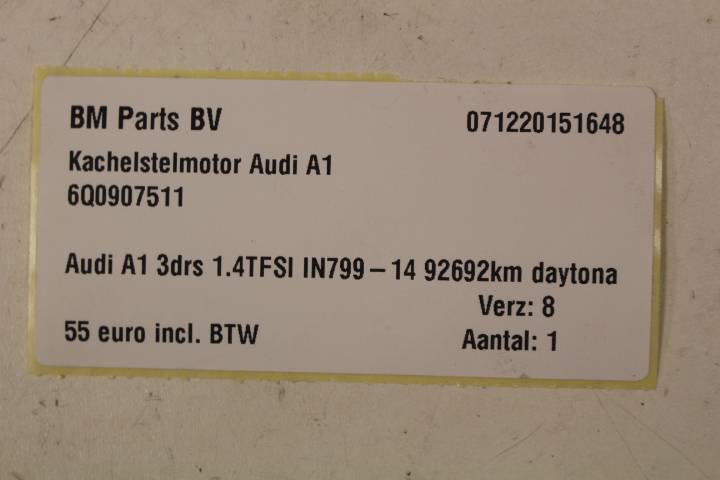 BM Parts BV 071220151648
Kachelstelmotor Audi A1
6Q0907511
Audi A1 3drs 1.4TFSI IN799 – 14 92692km daytona
Verz: 8
55 euro incl. BTW Aantal: 1